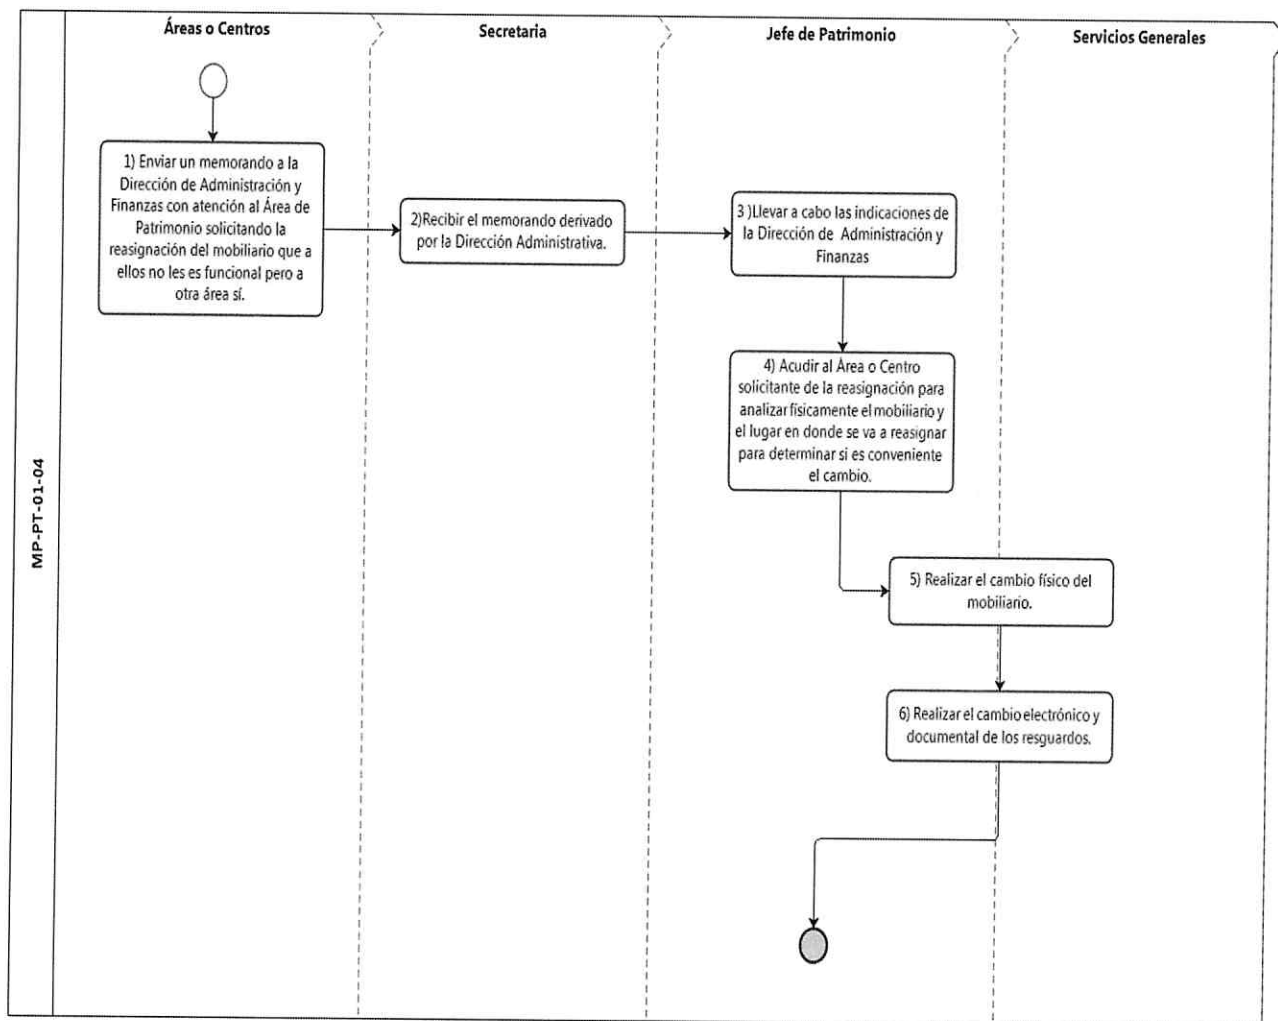 Áreas o Centros
Secretaria
Jefe de Patrimonio
Servicios Generales
MP-PT-01-04
1) Enviar un memorando a la
Dirección de Administración y
Finanzas con atención al Área de
Patrimonio solicitando la
reasignación del mobiliario que a
ellos no les es funcional pero a
otra área sí.
2)Recibir el memorando derivado
por la Dirección Administrativa.
3 )Llevar a cabo las indicaciones de
la Dirección de Administración y
Finanzas
4) Acudir al Área o Centro
solicitante de la reasignación para
analizar físicamente el mobiliario y
el lugar en donde se va a reasignar
para determinar si es conveniente
el cambio.
5) Realizar el cambio físico del
mobiliario.
6) Realizar el cambio electrónico y
documental de los resguardos.